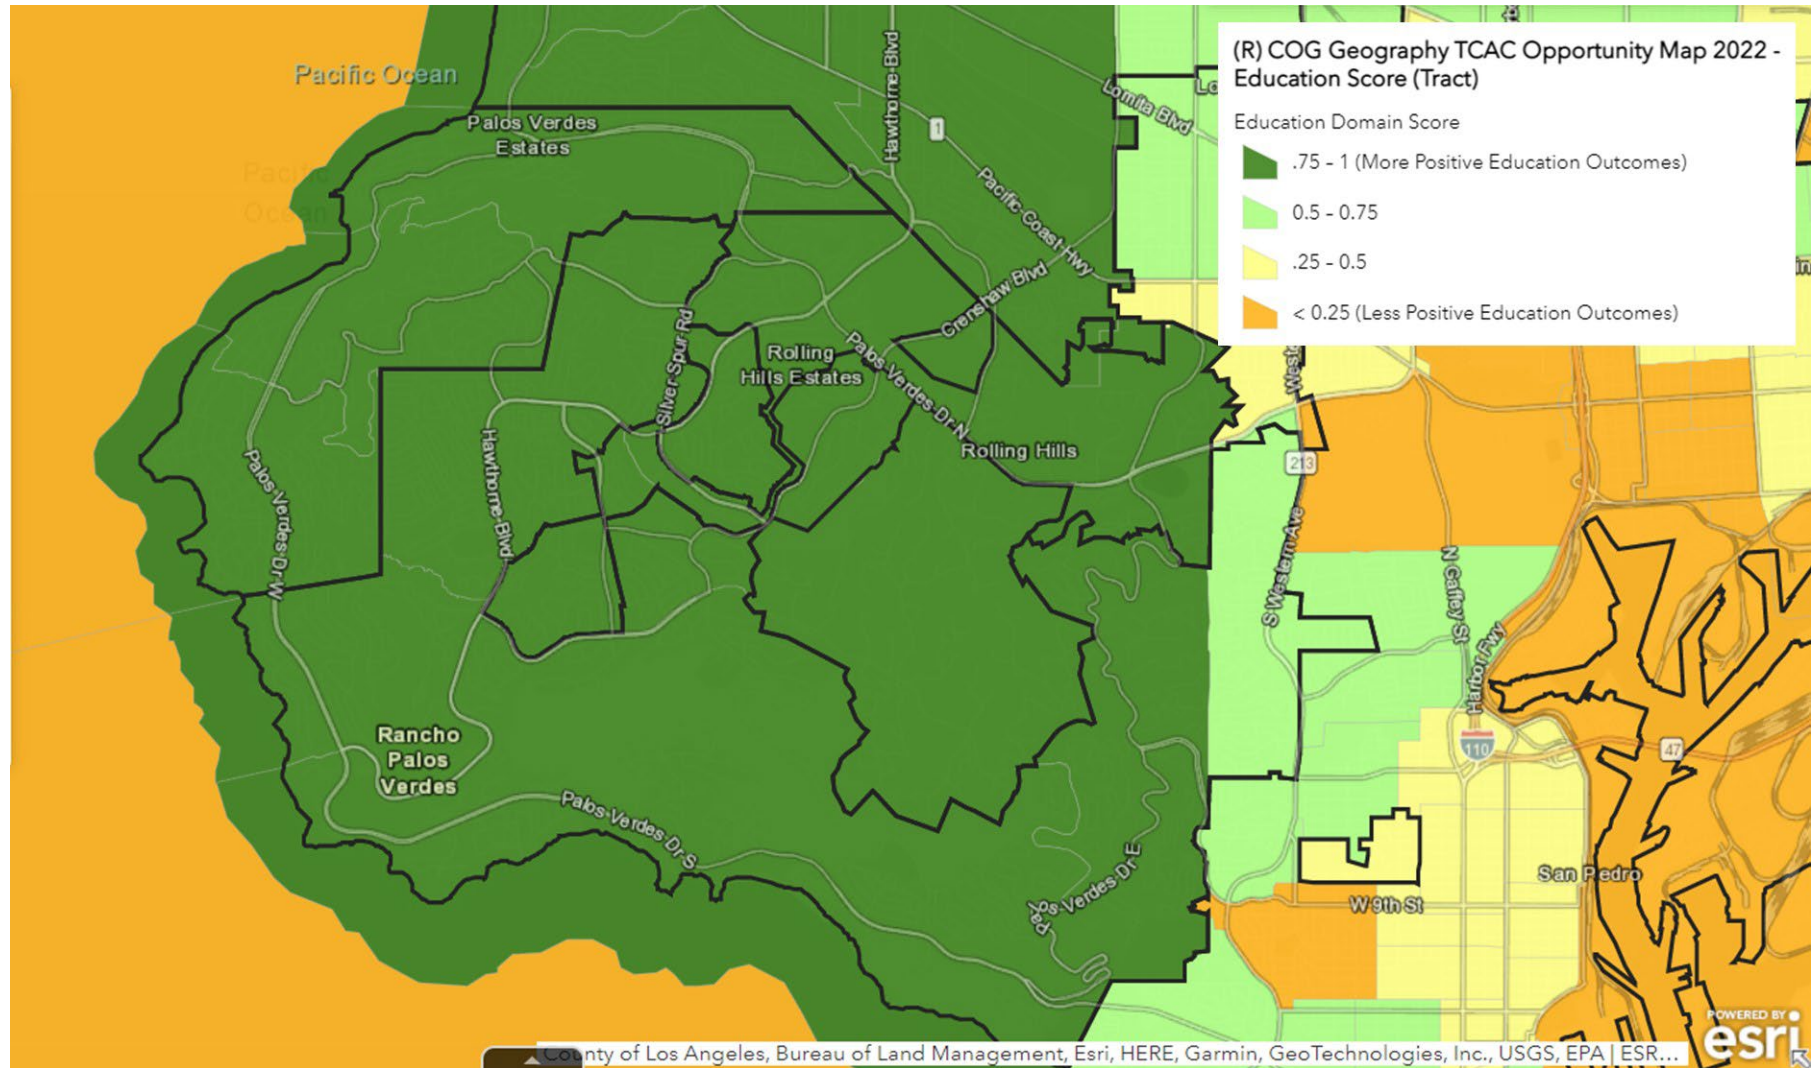 Pacific Ocean
Pacific
Ocean
Palos Verdes
Estates
Hawthorne Blvd
1
Lomita Blvd
Lo
Pacific Coast Hwy
(R) COG Geography TCAC Opportunity Map 2022 -
Education Score (Tract)
Education Domain Score
.75 - 1 (More Positive Education Outcomes)
0.5 - 0.75
.25 - 0.5
< 0.25 (Less Positive Education Outcomes)
Crenshaw Blvd
Silver Spur Rd
Rolling
Hills Estates
Palos Verdes Dr N
Rolling Hills
Weste
213
Palos Verdes Dr W
Hawthorne Blvd
S Western Ave
N Gaffey St
Harbor Fwy
110
47
Rancho
Palos
Verdes
Palos Verdes Dr S
Palos Verdes Dr E
San Pedro
W 9th St
POWERED BY
esri
County of Los Angeles, Bureau of Land Management, Esri, HERE, Garmin, GeoTechnologies, Inc., USGS, EPA | ESR...